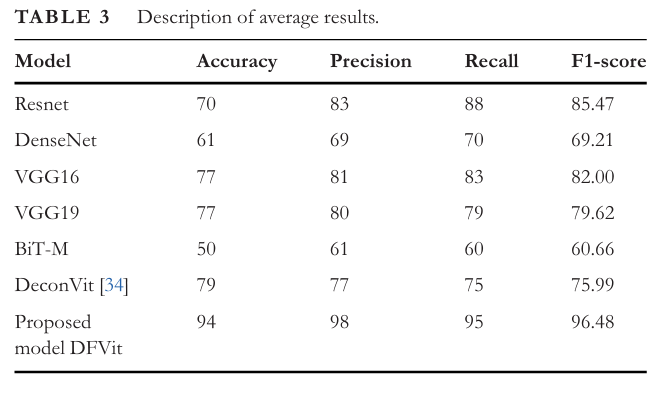 TABLE 3 Description of average results.
Model Accuracy Precision Recall F1-score
Resnet 70 83 88 85.47
DenseNet 61 69 70 69.21
VGG16 77 81 83 82.00
VGG19 77 80 79 79.62
BiT-M 50 61 60 60.66
DeconVit [34] 79 77 75 75.99
Proposed 94 98 95 96.48
model DFVit